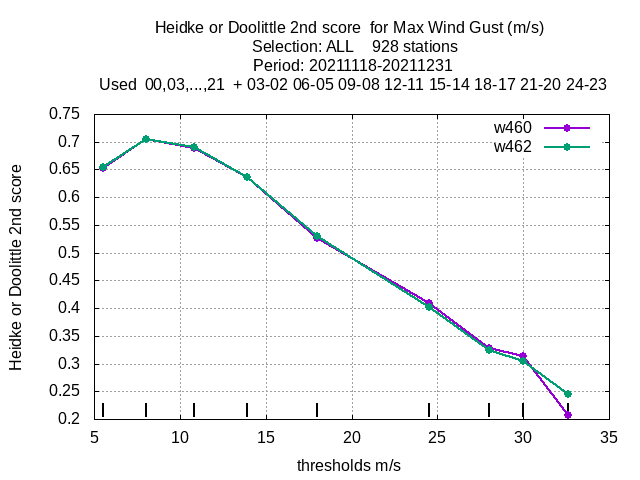 Heidke or Doolittle 2nd score  for Max Wind Gust (m/s)
Selection: ALL    928 stations
Period: 20211118-20211231
Used  00,03,...,21  + 03-02 06-05 09-08 12-11 15-14 18-17 21-20 24-23
w460
w462
Heidke or Doolittle 2nd score
0.75
0.7
0.65
0.6
0.55
0.5
0.45
0.4
0.35
0.3
0.25
0.2
5 10 15 20 25 30 35
thresholds m/s